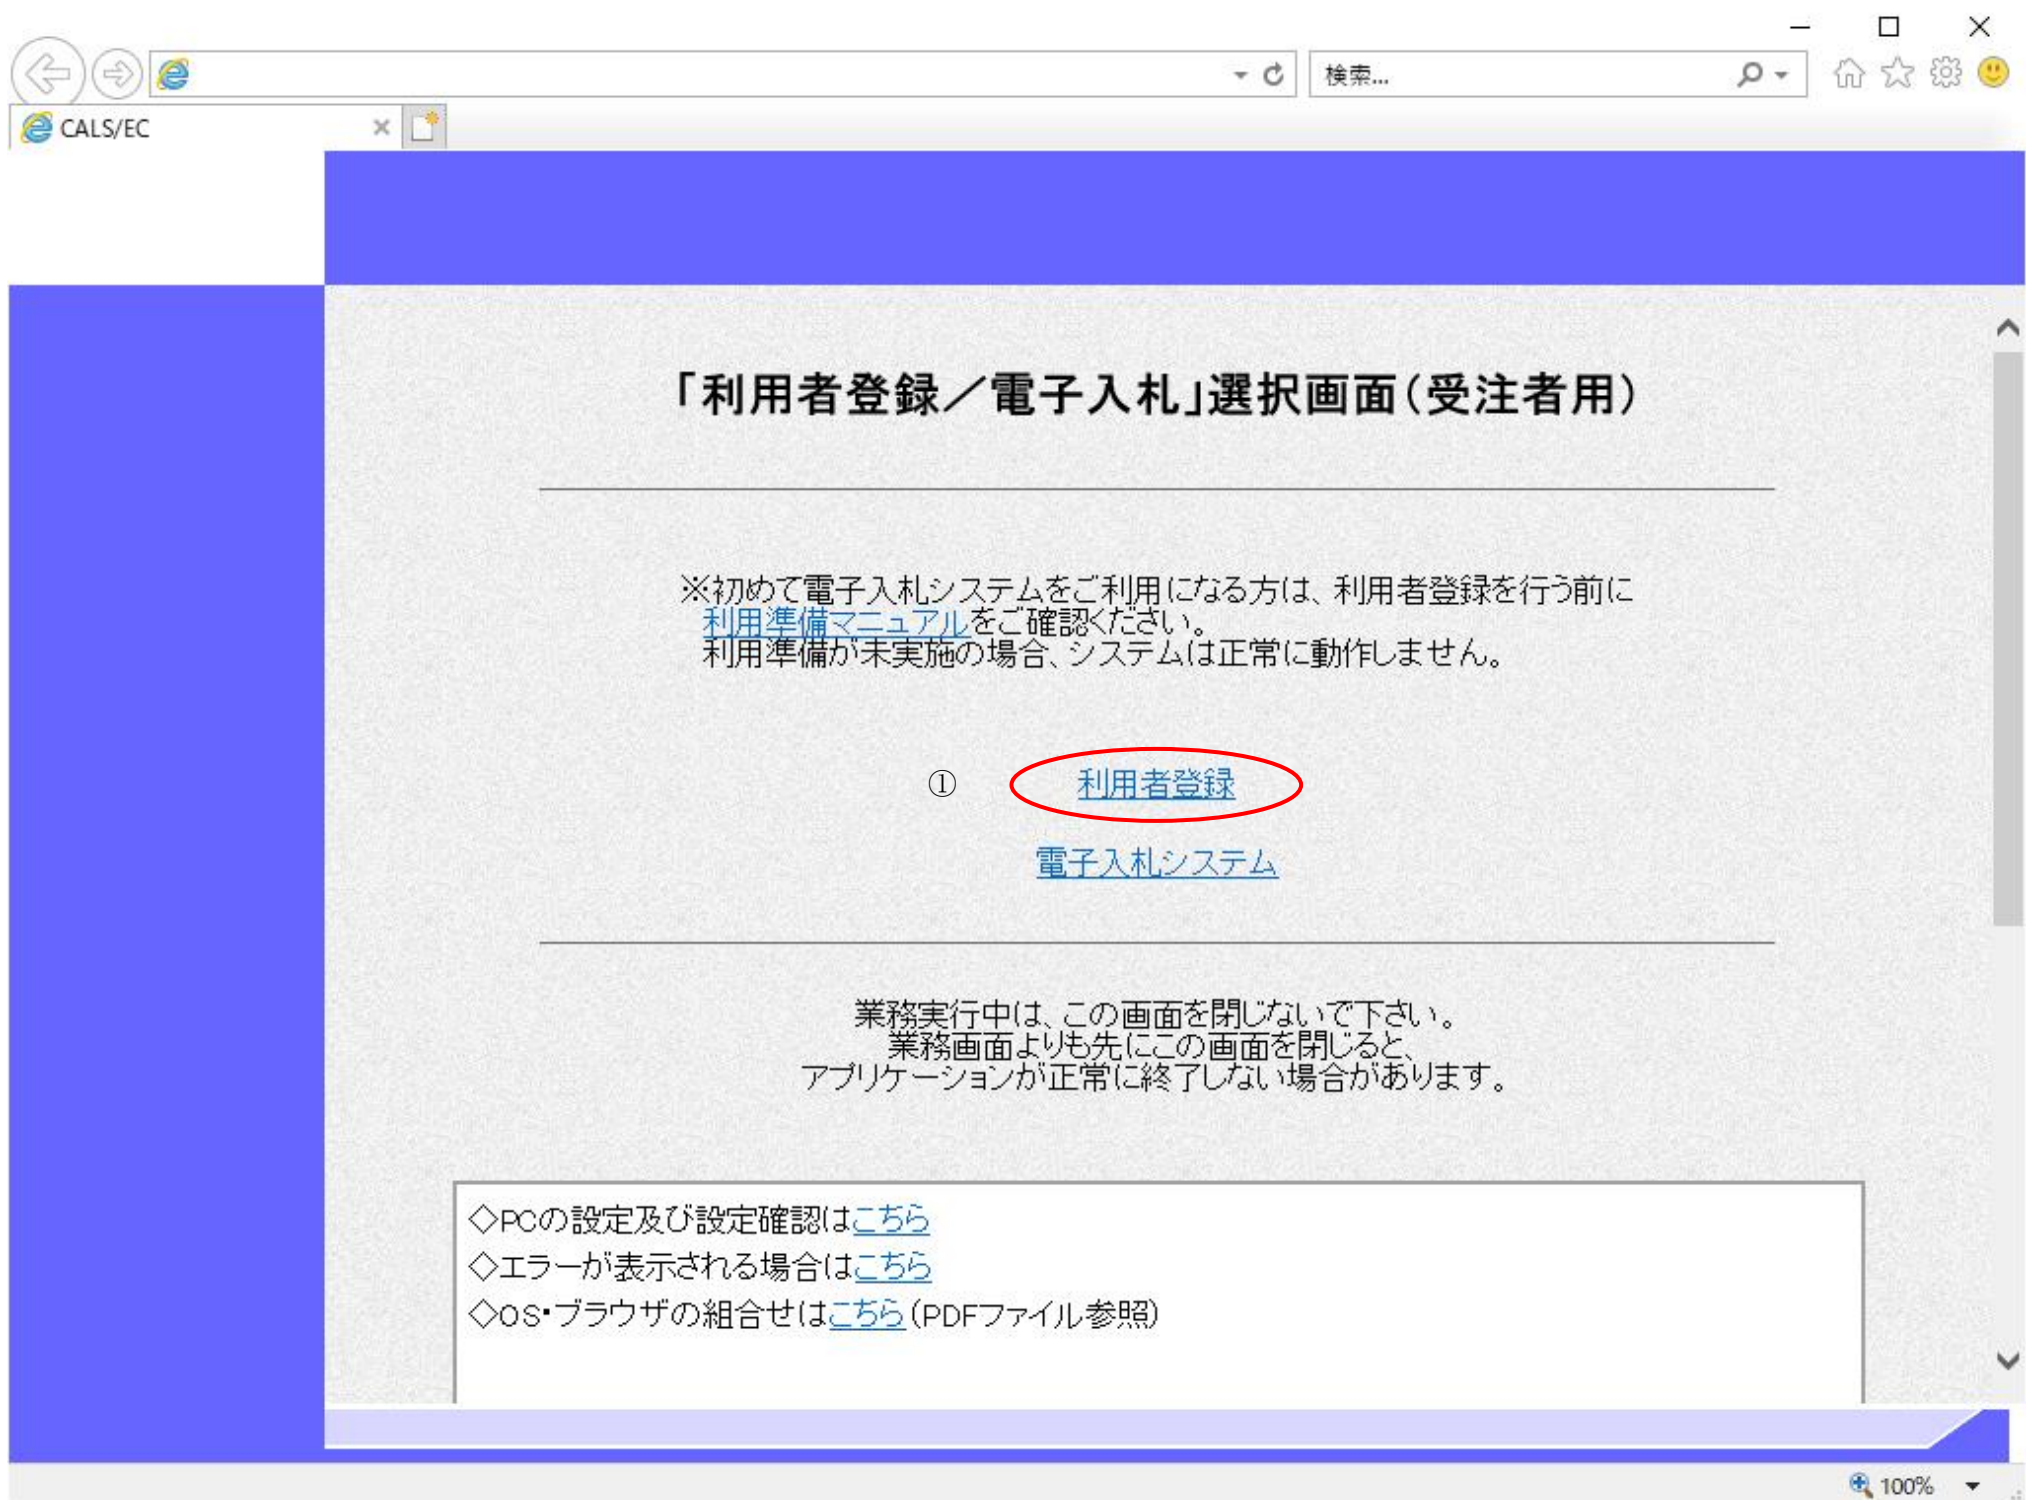 検索...
CALS/EC
「利用者登録／電子入札」選択画面（受注者用）
※初めて電子入札システムをご利用になる方は、利用者登録を行う前に
利用準備マニュアルをご確認ください。
利用準備が未実施の場合、システムは正常に動作しません。
① 利用者登録
電子入札システム
業務実行中は、この画面を閉じないで下さい。
業務画面よりも先にこの画面を閉じると、
アプリケーションが正常に終了しない場合があります。
◇PCの設定及び設定確認はこちら
◇エラーが表示される場合はこちら
◇OS・ブラウザの組合せはこちら（PDFファイル参照）
100%